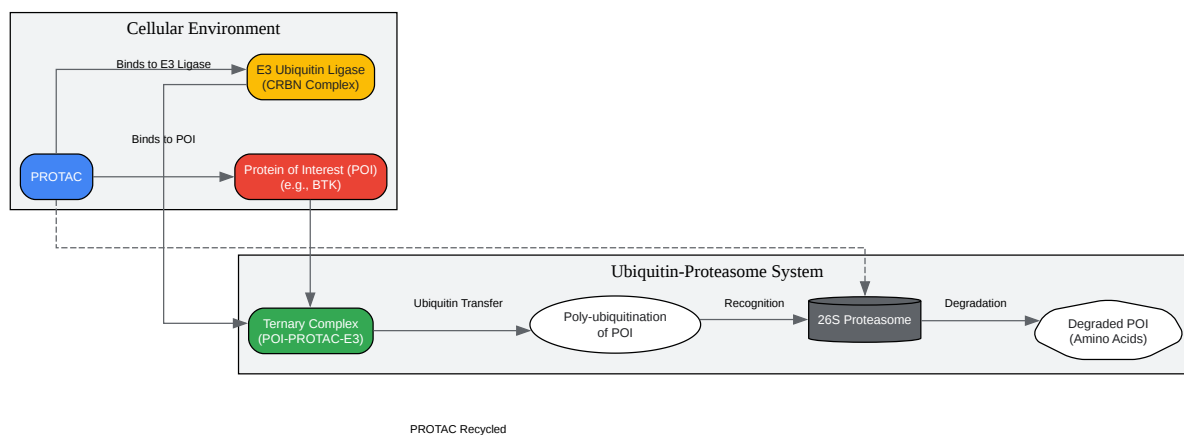 Cellular Environment
Binds to E3 Ligase
E3 Ubiquitin Ligase
(CRBN Complex)
Binds to POI
PROTAC
Protein of Interest (POI)
(e.g., BTK)
Ubiquitin-Proteasome System
Ternary Complex
(POI-PROTAC-E3)
Ubiquitin Transfer
Poly-ubiquitination
of POI
Recognition
26S Proteasome
Degradation
Degraded POI
(Amino Acids)
PROTAC Recycled